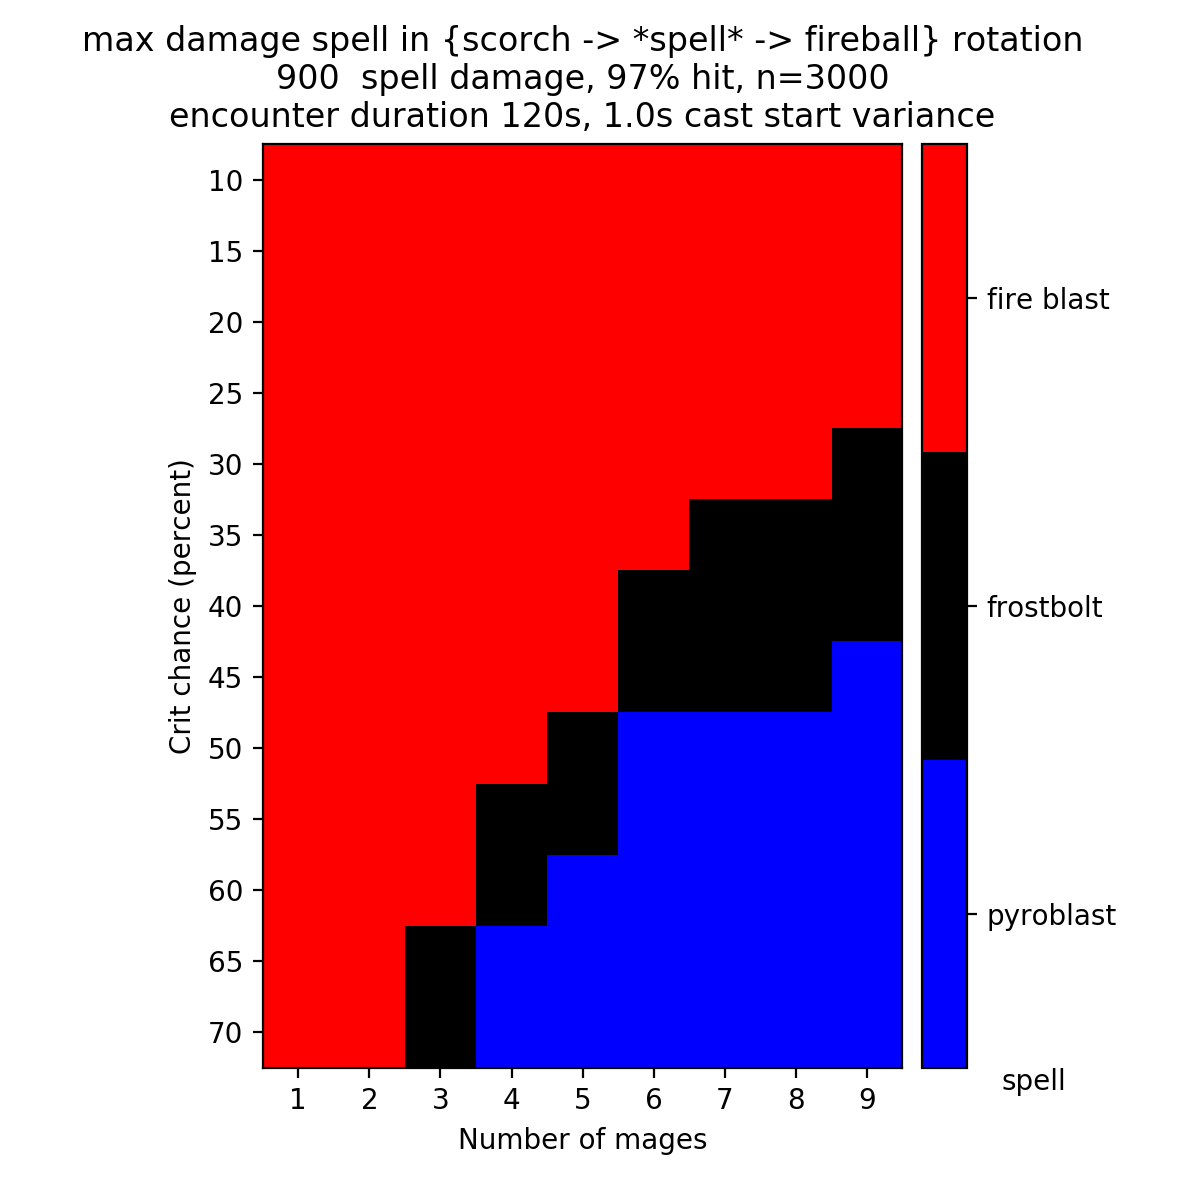 max damage spell in {scorch -> *spell* -> fireball} rotation
900  spell damage, 97% hit, n=3000
encounter duration 120s, 1.0s cast start variance
Crit chance (percent)
10
15
20
25
30
35
40
45
50
55
60
65
70
1 2 3 4 5 6 7 8 9
Number of mages
fire blast
frostbolt
pyroblast
spell